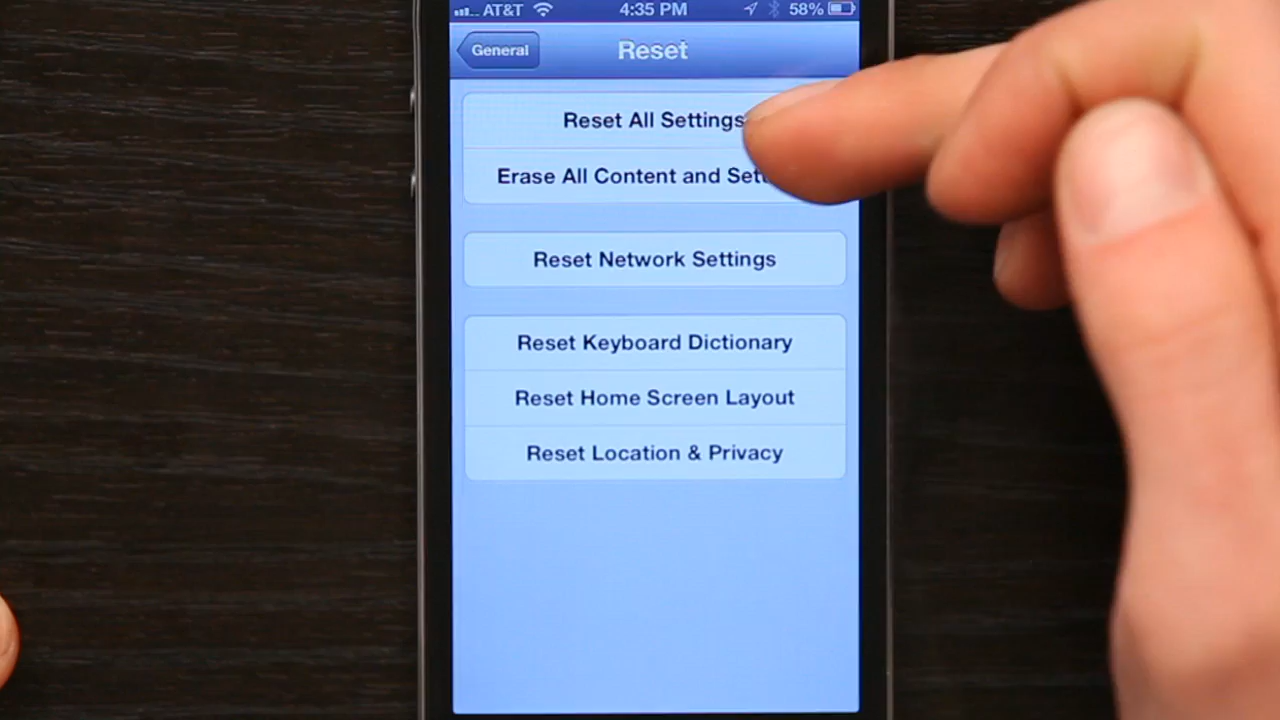 AT&T 4:35 PM 58%
General Reset
Reset All Settings
Erase All Content and Sett
Reset Network Settings
Reset Keyboard Dictionary
Reset Home Screen Layout
Reset Location & Privacy